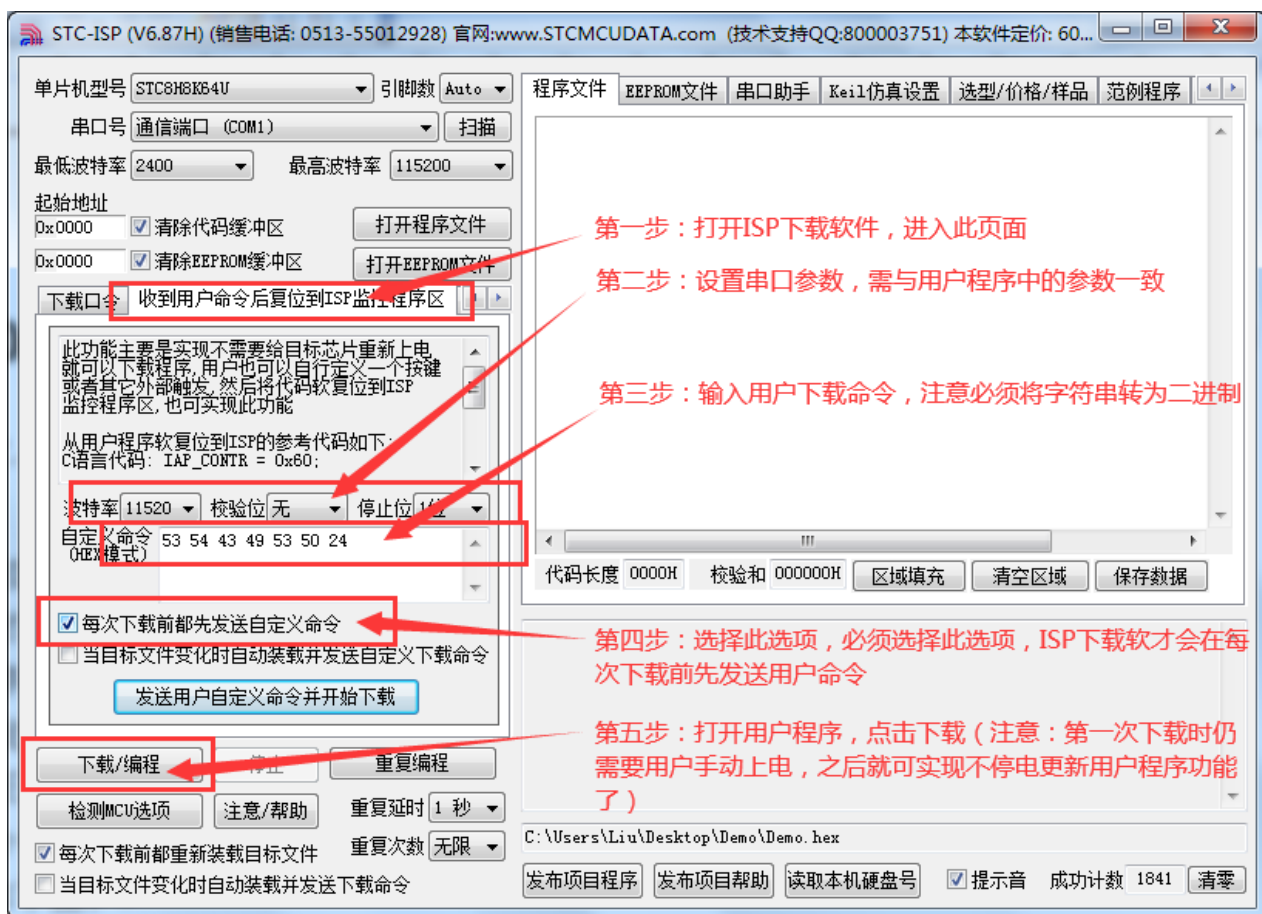 STC-ISP (V6.87H) (销售电话: 0513-55012928) 官网:www.STCMCUDATA.com (技术支持QQ:800003751) 本软件定价: 60...
单片机型号 STC8H8K64U 引脚数 Auto
串口号 通信端口 (COM1) 扫描
最低波特率 2400 最高波特率 115200
起始地址
0x0000 清除代码缓冲区 打开程序文件
0x0000 清除EEPROM缓冲区 打开EEPROM文件
下载口令 收到用户命令后复位到ISP监控程序区
此功能主要是实现不需要给目标芯片重新上电,
就可以下载程序,用户也可以自行定义一个按键
或者其它外部触发,然后将代码软复位到ISP
监控程序区,也可实现此功能
从用户程序软复位到ISP的参考代码如下:
C语言代码: IAP_CONTR = 0x60;
波特率 11520 校验位 无 停止位 1位
自定义命令 53 54 43 49 53 50 24
(HEX模式)
每次下载前都先发送自定义命令
当目标文件变化时自动装载并发送自定义下载命令
发送用户自定义命令并开始下载
下载/编程 停止 重复编程
检测MCU选项 注意/帮助 重复延时 1 秒
每次下载前都重新装载目标文件 重复次数 无限
当目标文件变化时自动装载并发送下载命令
程序文件 EEPROM文件 串口助手 Keil仿真设置 选型/价格/样品 范例程序
第一步：打开ISP下载软件，进入此页面
第二步：设置串口参数，需与用户程序中的参数一致
第三步：输入用户下载命令，注意必须将字符串转为二进制
代码长度 0000H 校验和 000000H 区域填充 清空区域 保存数据
第四步：选择此选项，必须选择此选项，ISP下载软才会在每
次下载前先发送用户命令
第五步：打开用户程序，点击下载（注意：第一次下载时仍
需要用户手动上电，之后就可实现不停电更新用户程序功能
了）
C:\Users\Liu\Desktop\Demo\Demo.hex
发布项目程序 发布项目帮助 读取本机硬盘号 提示音 成功计数 1841 清零